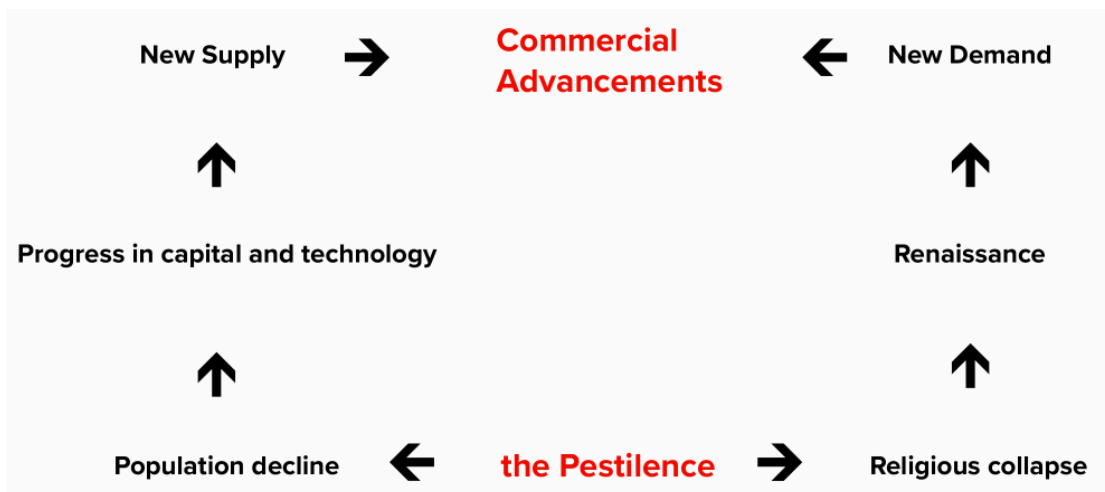 New Supply
Commercial
Advancements
New Demand
Progress in capital and technology
Renaissance
Population decline
the Pestilence
Religious collapse